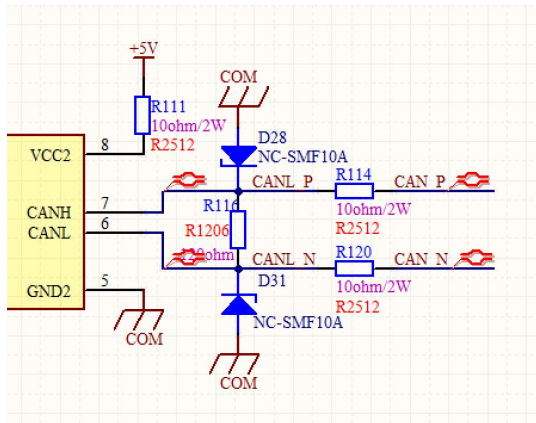 +5V
COM
R111
10ohm/2W
R2512
D28
NC-SMF10A
8
VCC2
CANL_P
R114
CAN_P
CANH
7
R116
10ohm/2W
R2512
CANL
6
R1206
120ohm
CANL_N
R120
CAN_N
GND2
5
D31
10ohm/2W
R2512
NC-SMF10A
COM
COM